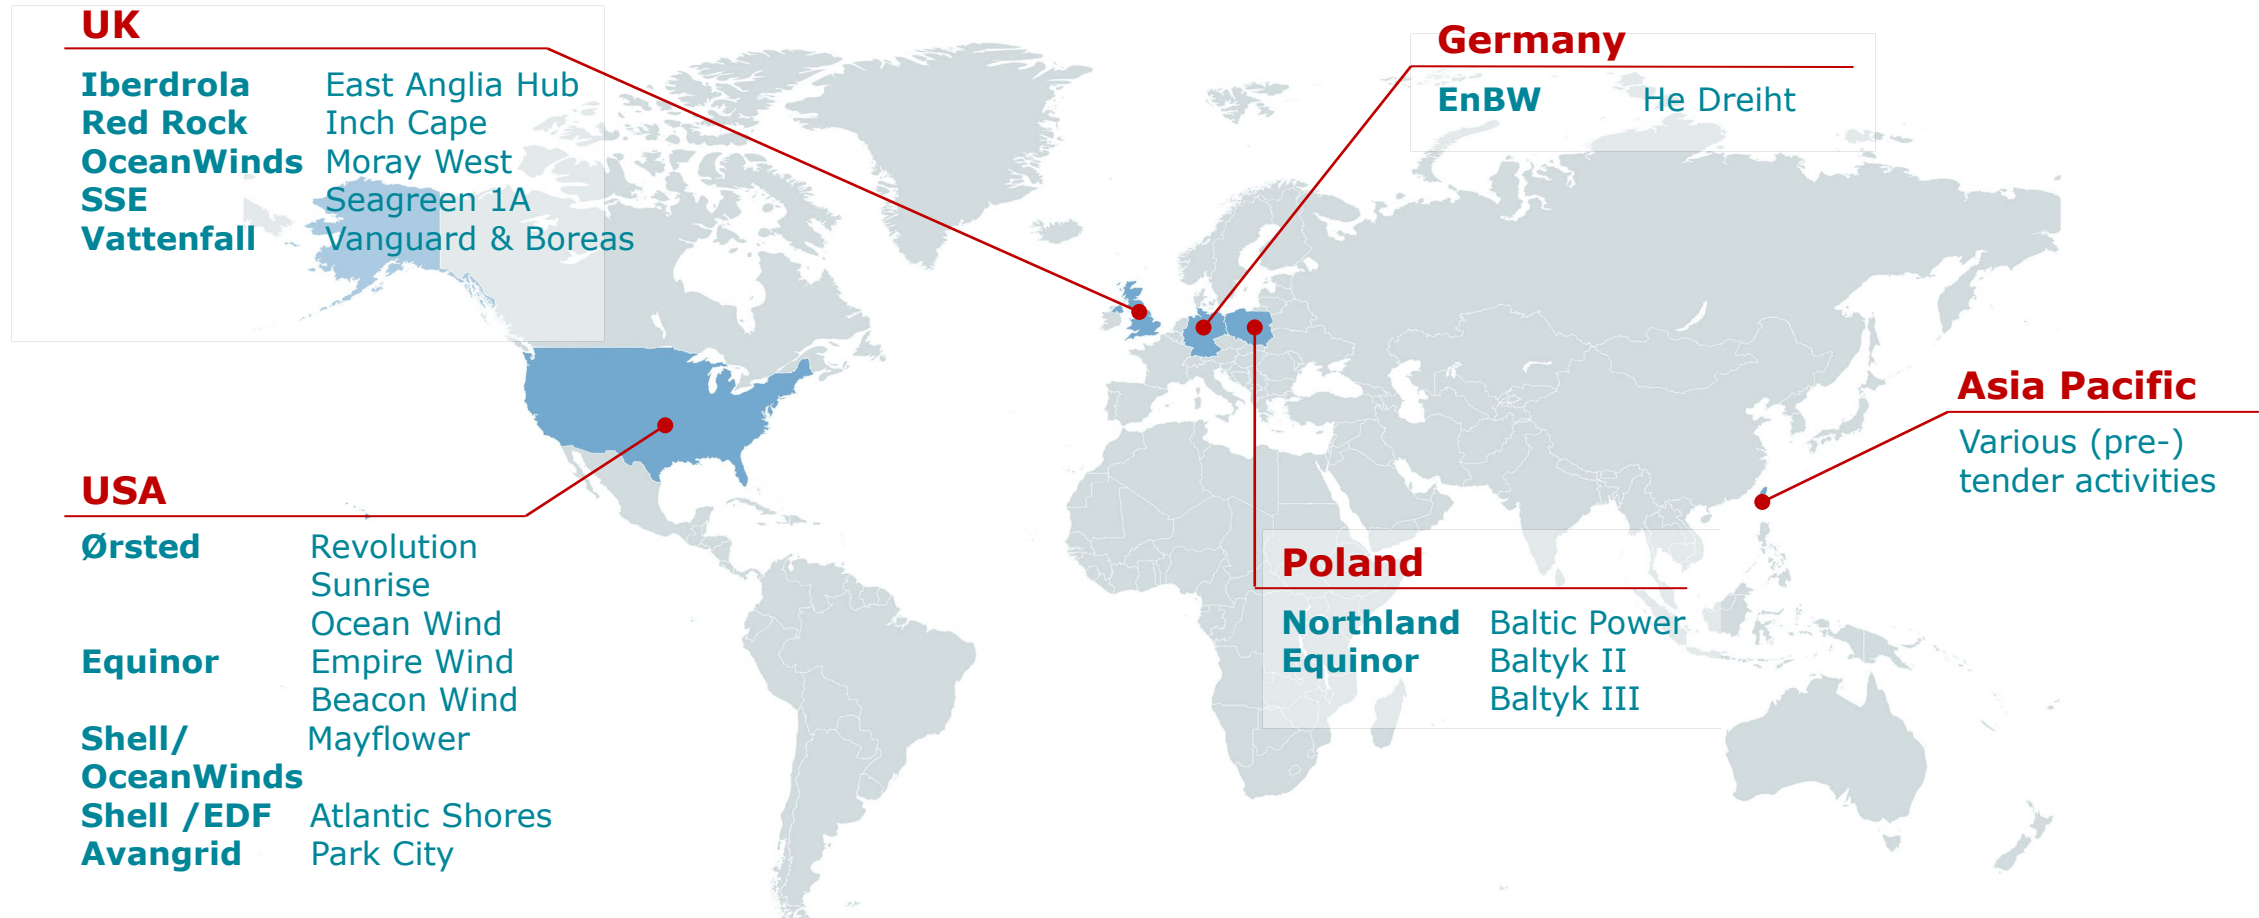 UK
Iberdrola East Anglia Hub
Red Rock Inch Cape
OceanWinds Moray West
SSE Seagreen 1A
Vattenfall Vanguard & Boreas
Germany
EnBW He Dreiht
Asia Pacific
Various (pre-)
tender activities
USA
Ørsted Revolution
Sunrise
Ocean Wind
Equinor Empire Wind
Beacon Wind
Shell/ Mayflower
OceanWinds
Shell /EDF Atlantic Shores
Avangrid Park City
Poland
Northland Baltic Power
Equinor Baltyk II
Baltyk III